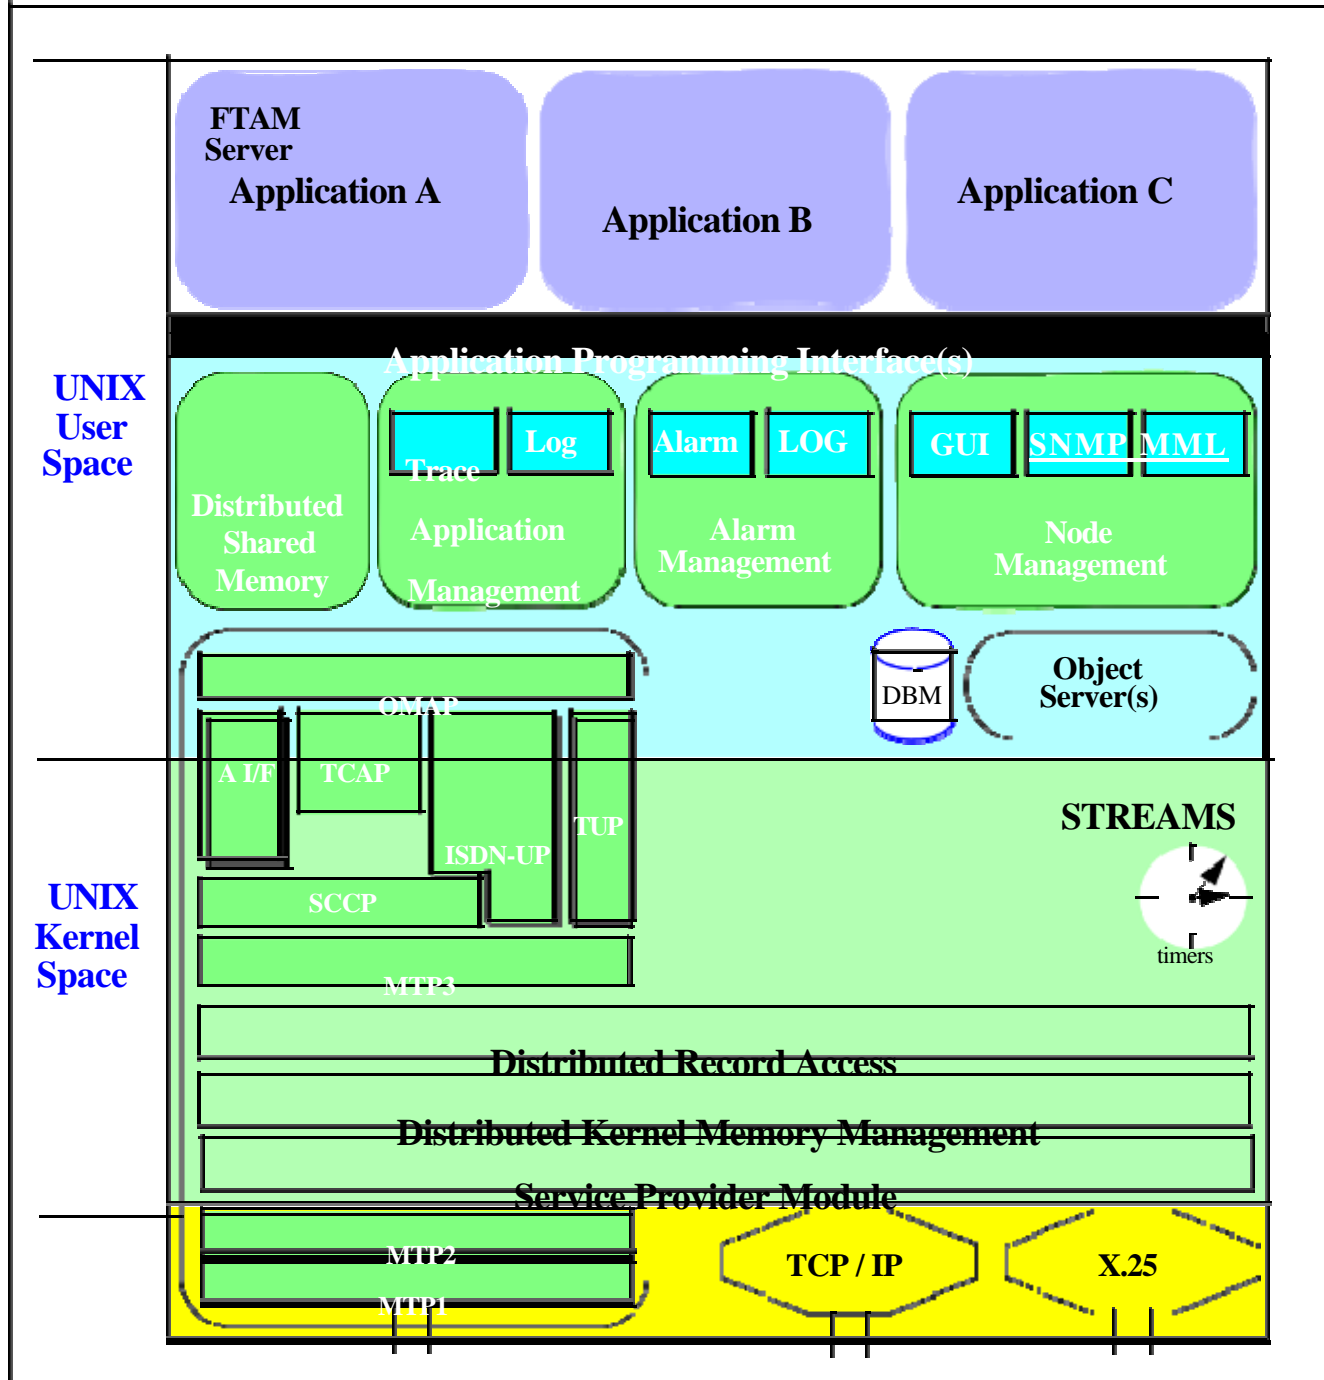 FTAM
Server
Application A
Application B
Application C
Application Programming Interface(s)
UNIX
User
Space
Trace
Log
Alarm
LOG
GUI
SNMP MML
Distributed
Shared
Memory
Application
Management
Alarm
Management
Node
Management
OMAP
DBM
Object
Server(s)
A I/F
TCAP
ISDN-UP
TUP
STREAMS
SCCP
timers
UNIX
Kernel
Space
MTP3
Distributed Record Access
Distributed Kernel Memory Management
Service Provider Module
MTP2
MTP1
TCP / IP
X.25